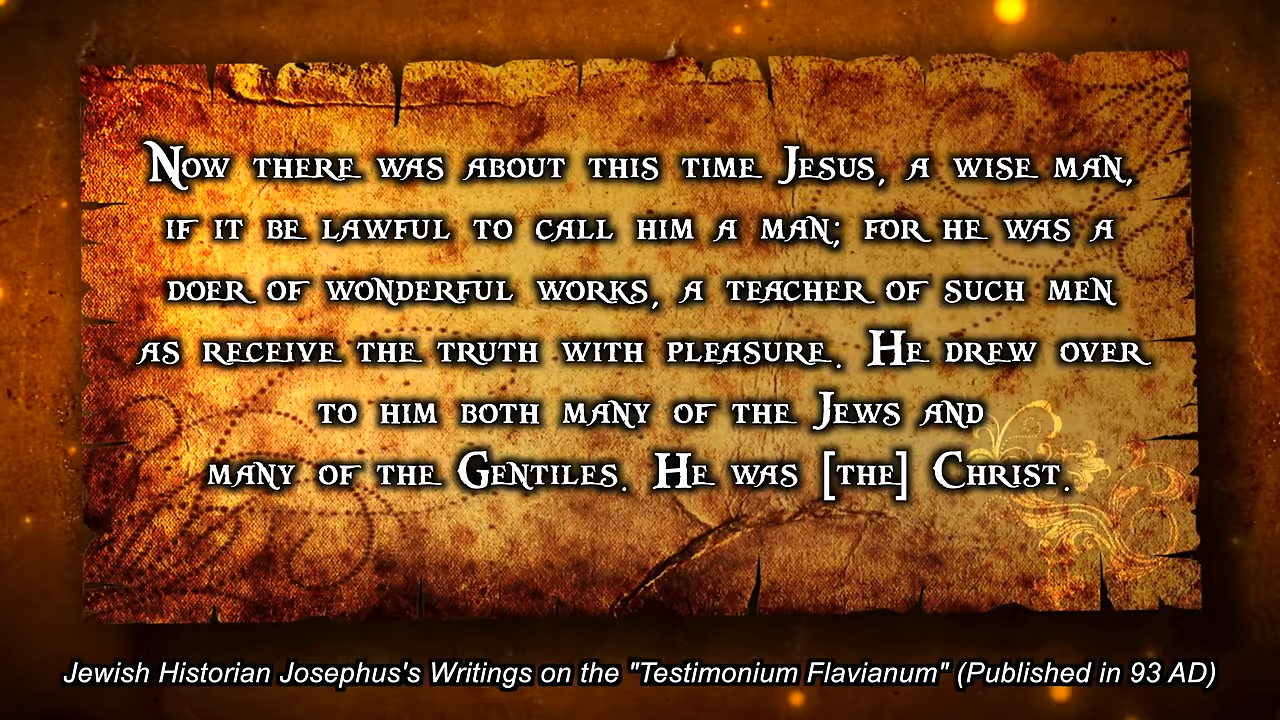 Now there was about this time Jesus, a wise man,
if it be lawful to call him a man; for he was a
doer of wonderful works, a teacher of such men
as receive the truth with pleasure. He drew over
to him both many of the Jews and
many of the Gentiles. He was [the] Christ.
Jewish Historian Josephus's Writings on the "Testimonium Flavianum" (Published in 93 AD)